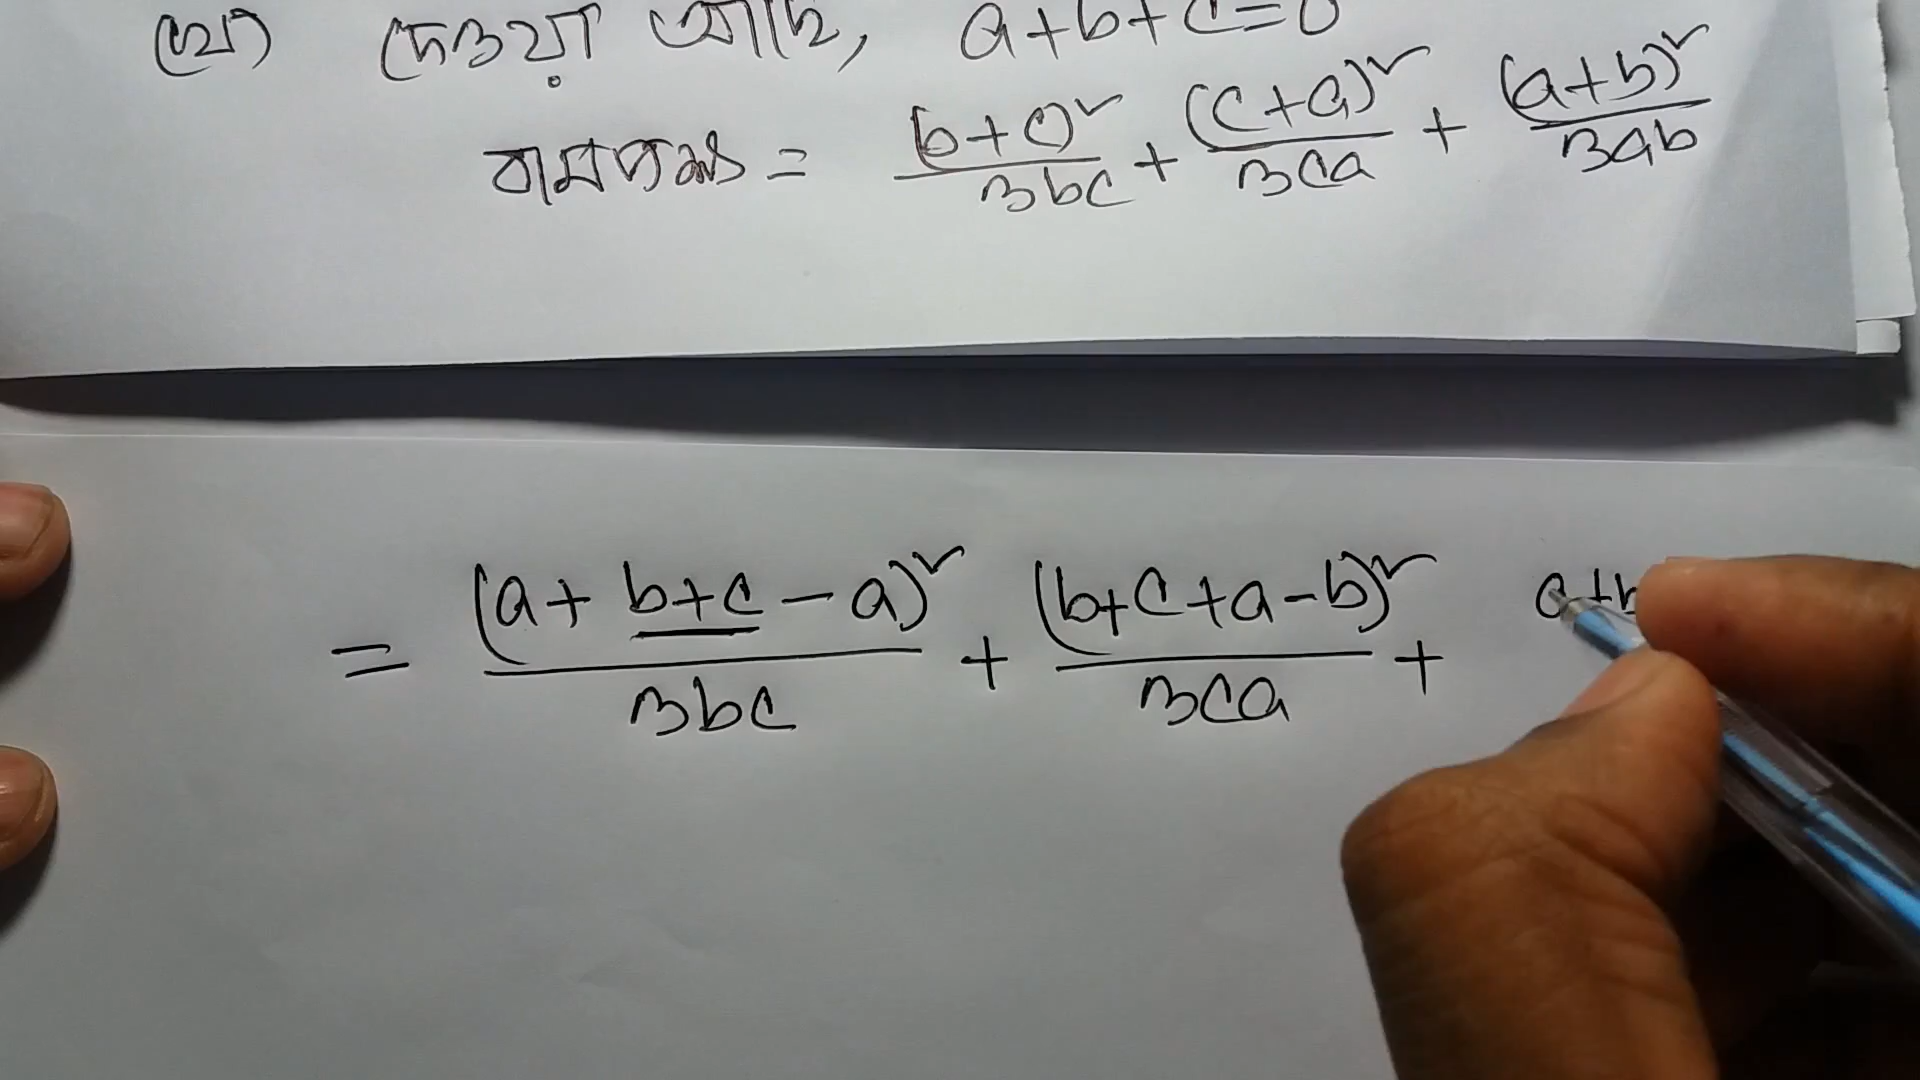 (খ) দেওয়া আছে, a+b+c=0
বামপক্ষ = (b+c)²/3bc + (c+a)²/3ca + (a+b)²/3ab
= (a+b+c-a)²/3bc + (b+c+a-b)²/3ca + a+b